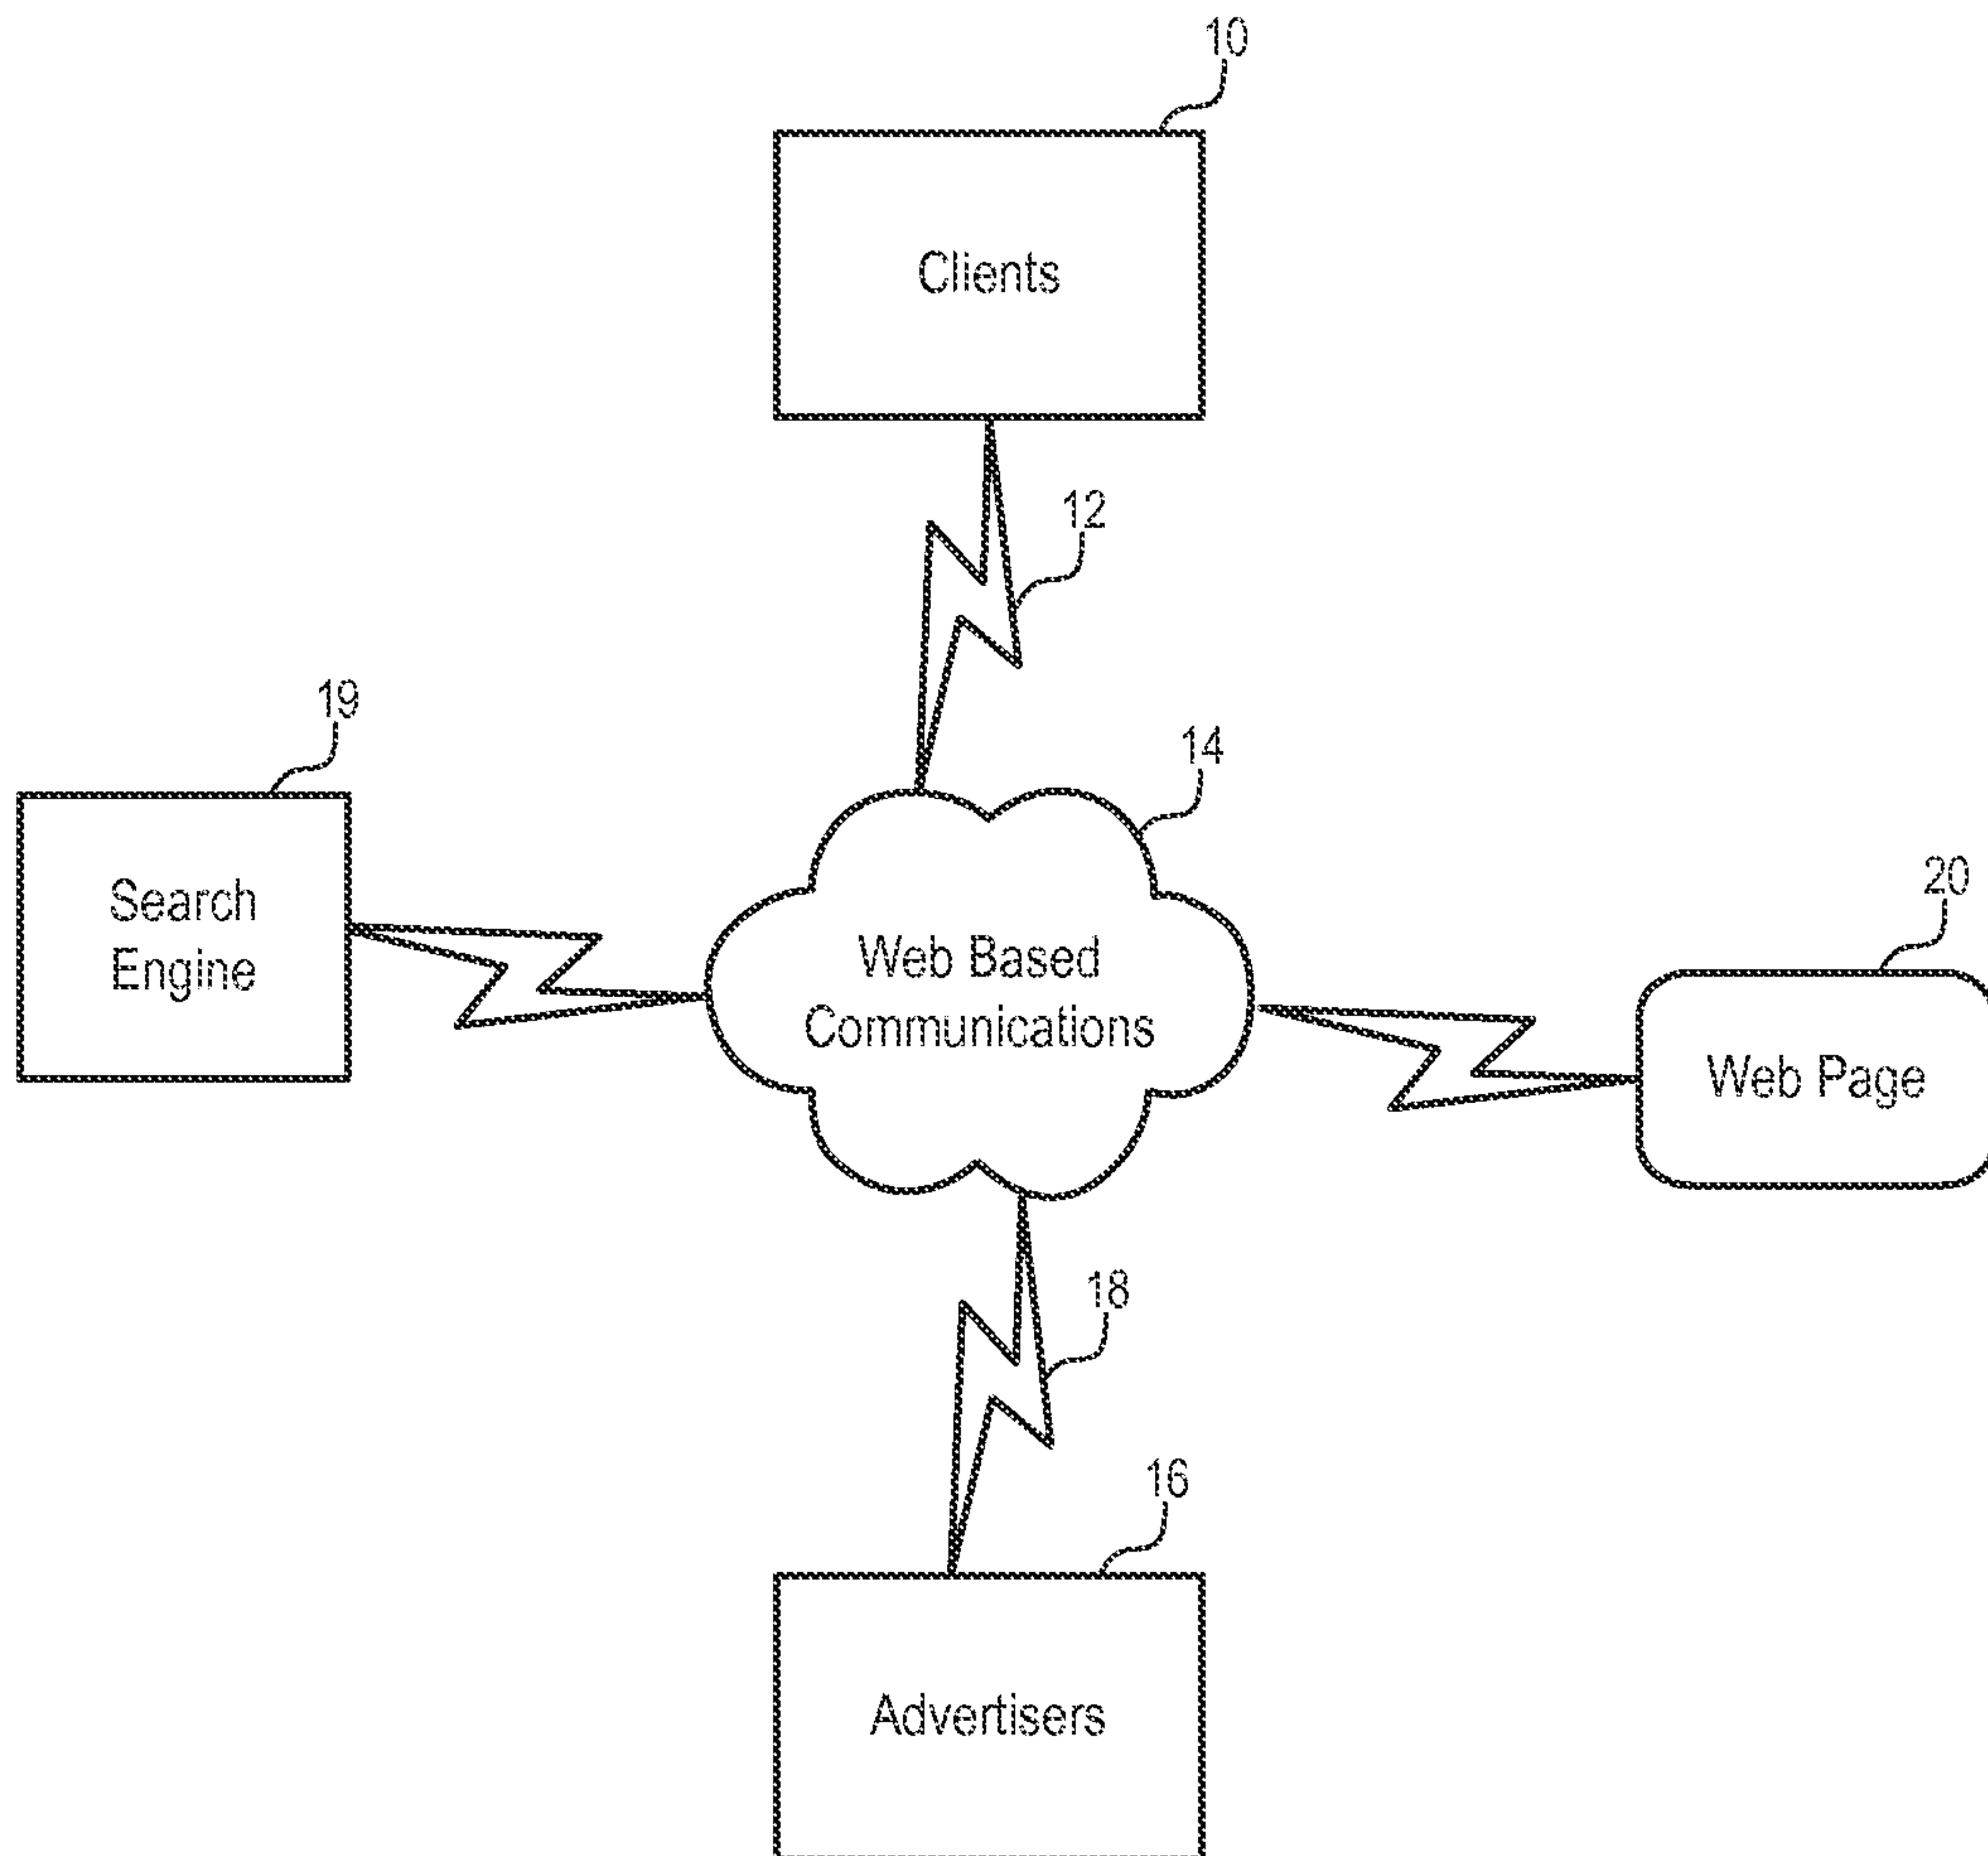 10
Clients
12
19
14
20
Search
Engine
Web Based
Communications
Web Page
18
16
Advertisers